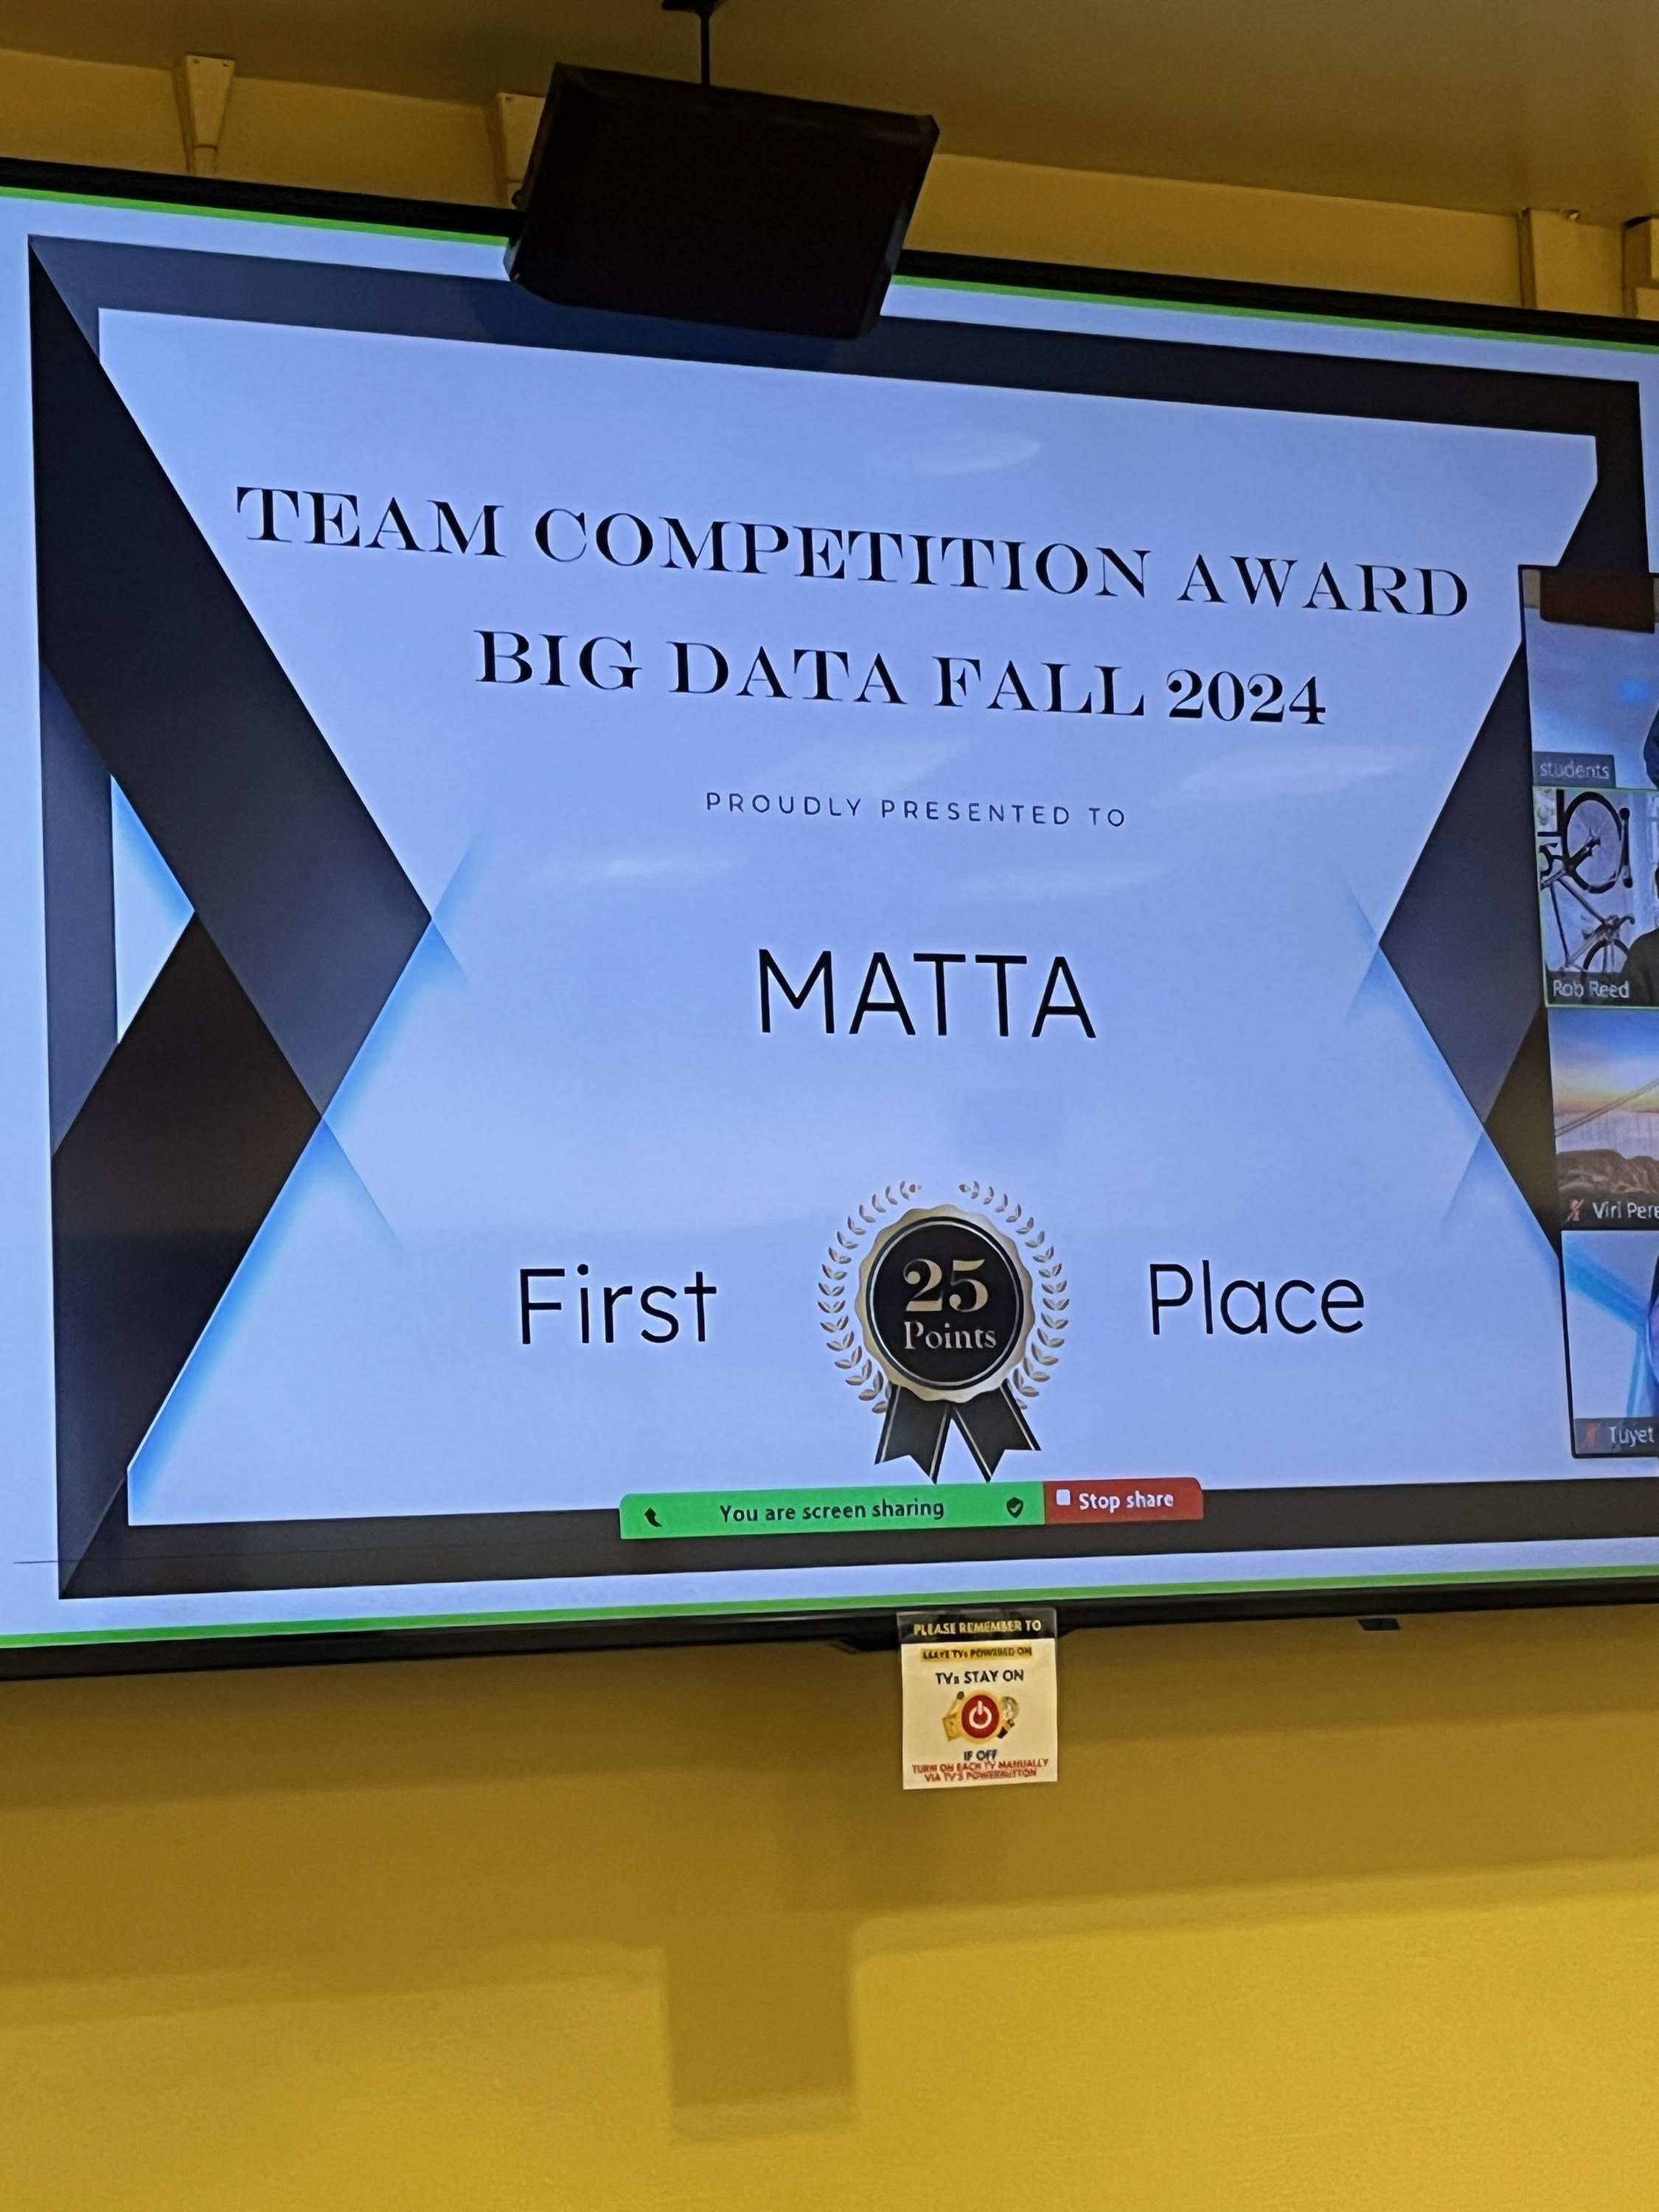 TEAM COMPETITION AWARD
BIG DATA FALL 2024
PROUDLY PRESENTED TO
MATTA
First
25
Points
Place
students
Rob Reed
Viri Pere
Tuyet
You are screen sharing
Stop share
PLEASE REMEMBER TO
LEAVE TVs POWERED ON
TVs STAY ON
IF OFF
TURN ON EACH TV MANUALLY
VIA TV'S POWERBUTTON